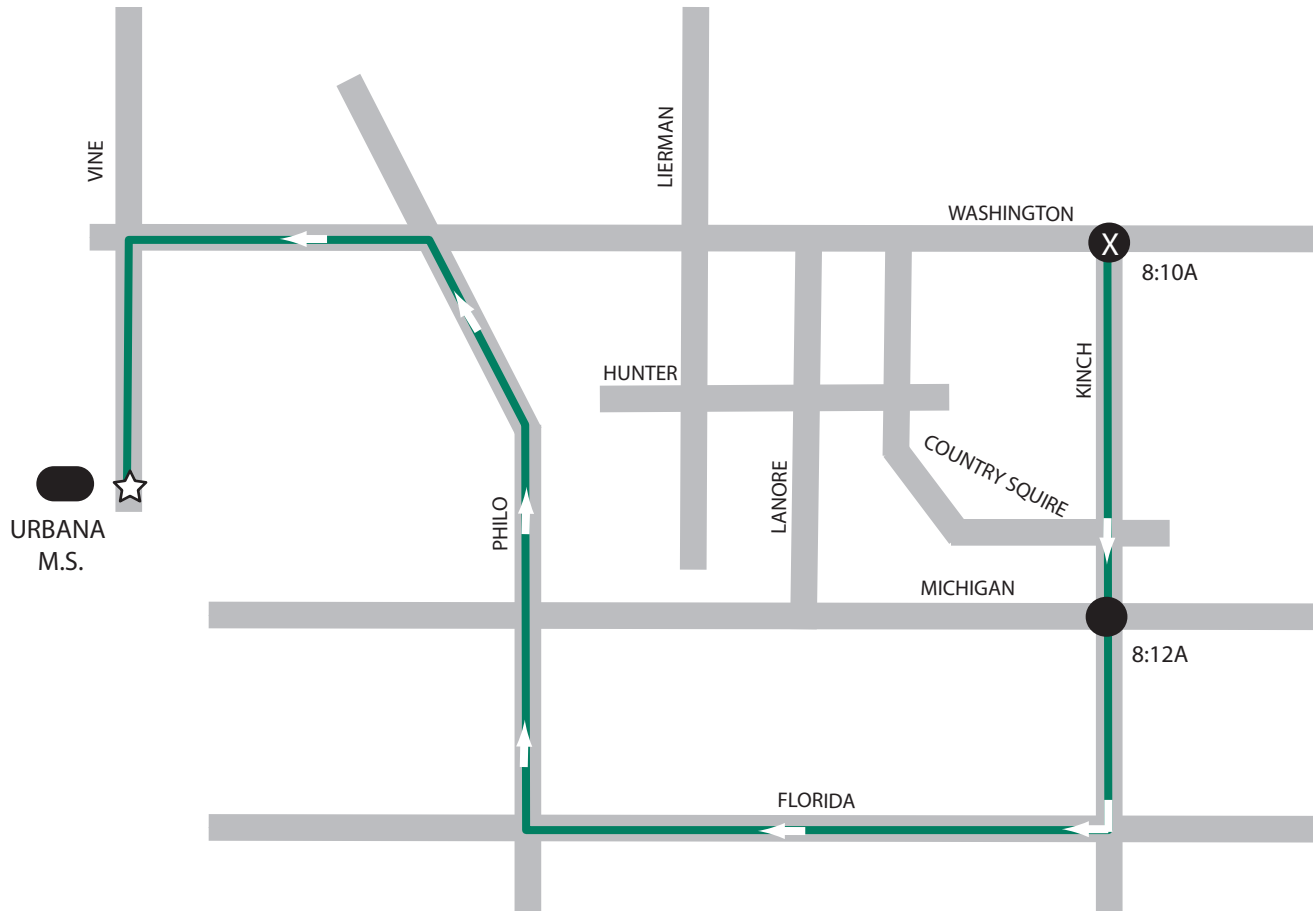 VINE
LIERMAN
WASHINGTON
X
8:10A
HUNTER
KINCH
COUNTRY SQUIRE
LANORE
PHILO
URBANA
M.S.
MICHIGAN
8:12A
FLORIDA